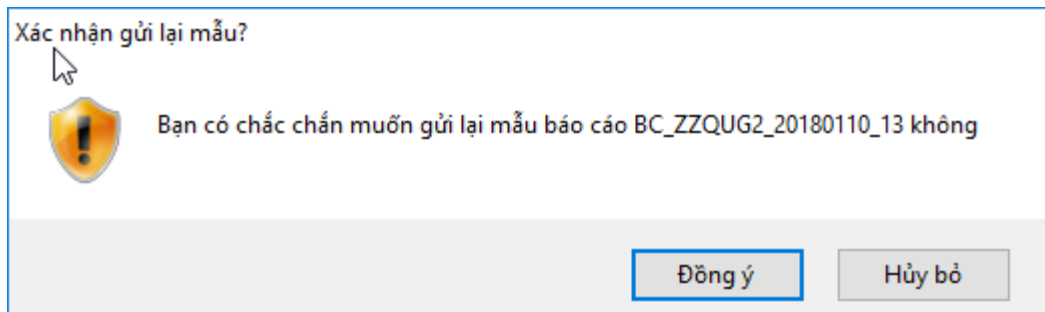 Xác nhận gửi lại mẫu?
Bạn có chắc chắn muốn gửi lại mẫu báo cáo BC_ZZQUG2_20180110_13 không
Đồng ý
Hủy bỏ